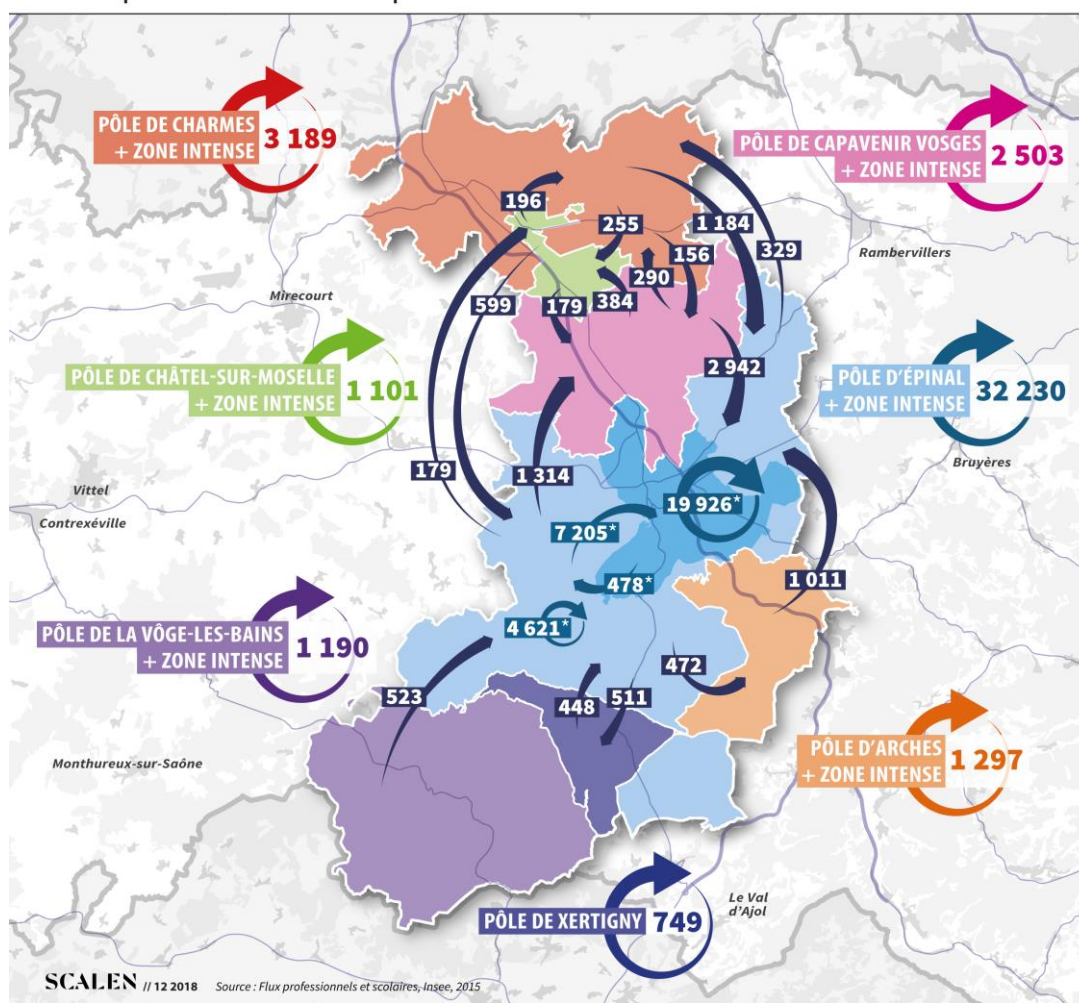 PÔLE DE CHARMES
+ ZONE INTENSE
3 189
PÔLE DE CAPAVENIR VOSGES
+ ZONE INTENSE
2 503
196
255
1 184
Rambervillers
329
156
290
Mirecourt
599
179
384
PÔLE DE CHÂTEL-SUR-MOSELLE
+ ZONE INTENSE
1 101
2 942
PÔLE D'ÉPINAL
+ ZONE INTENSE
32 230
Bruyères
179
1 314
Vittel
Contrexéville
19 926*
7 205*
478*
1 011
4 621*
PÔLE DE LA VÔGE-LES-BAINS
+ ZONE INTENSE
1 190
472
523
448
511
Monthureux-sur-Saône
PÔLE D'ARCHES
+ ZONE INTENSE
1 297
Le Val
d'Ajol
PÔLE DE XERTIGNY
749
SCALEN // 12 2018 Source : Flux professionnels et scolaires, Insee, 2015